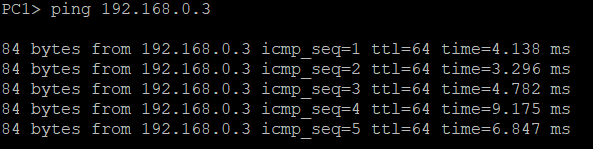 PC1> ping 192.168.0.3
84 bytes from 192.168.0.3 icmp_seq=1 ttl=64 time=4.138 ms
84 bytes from 192.168.0.3 icmp_seq=2 ttl=64 time=3.296 ms
84 bytes from 192.168.0.3 icmp_seq=3 ttl=64 time=4.782 ms
84 bytes from 192.168.0.3 icmp_seq=4 ttl=64 time=9.175 ms
84 bytes from 192.168.0.3 icmp_seq=5 ttl=64 time=6.847 ms